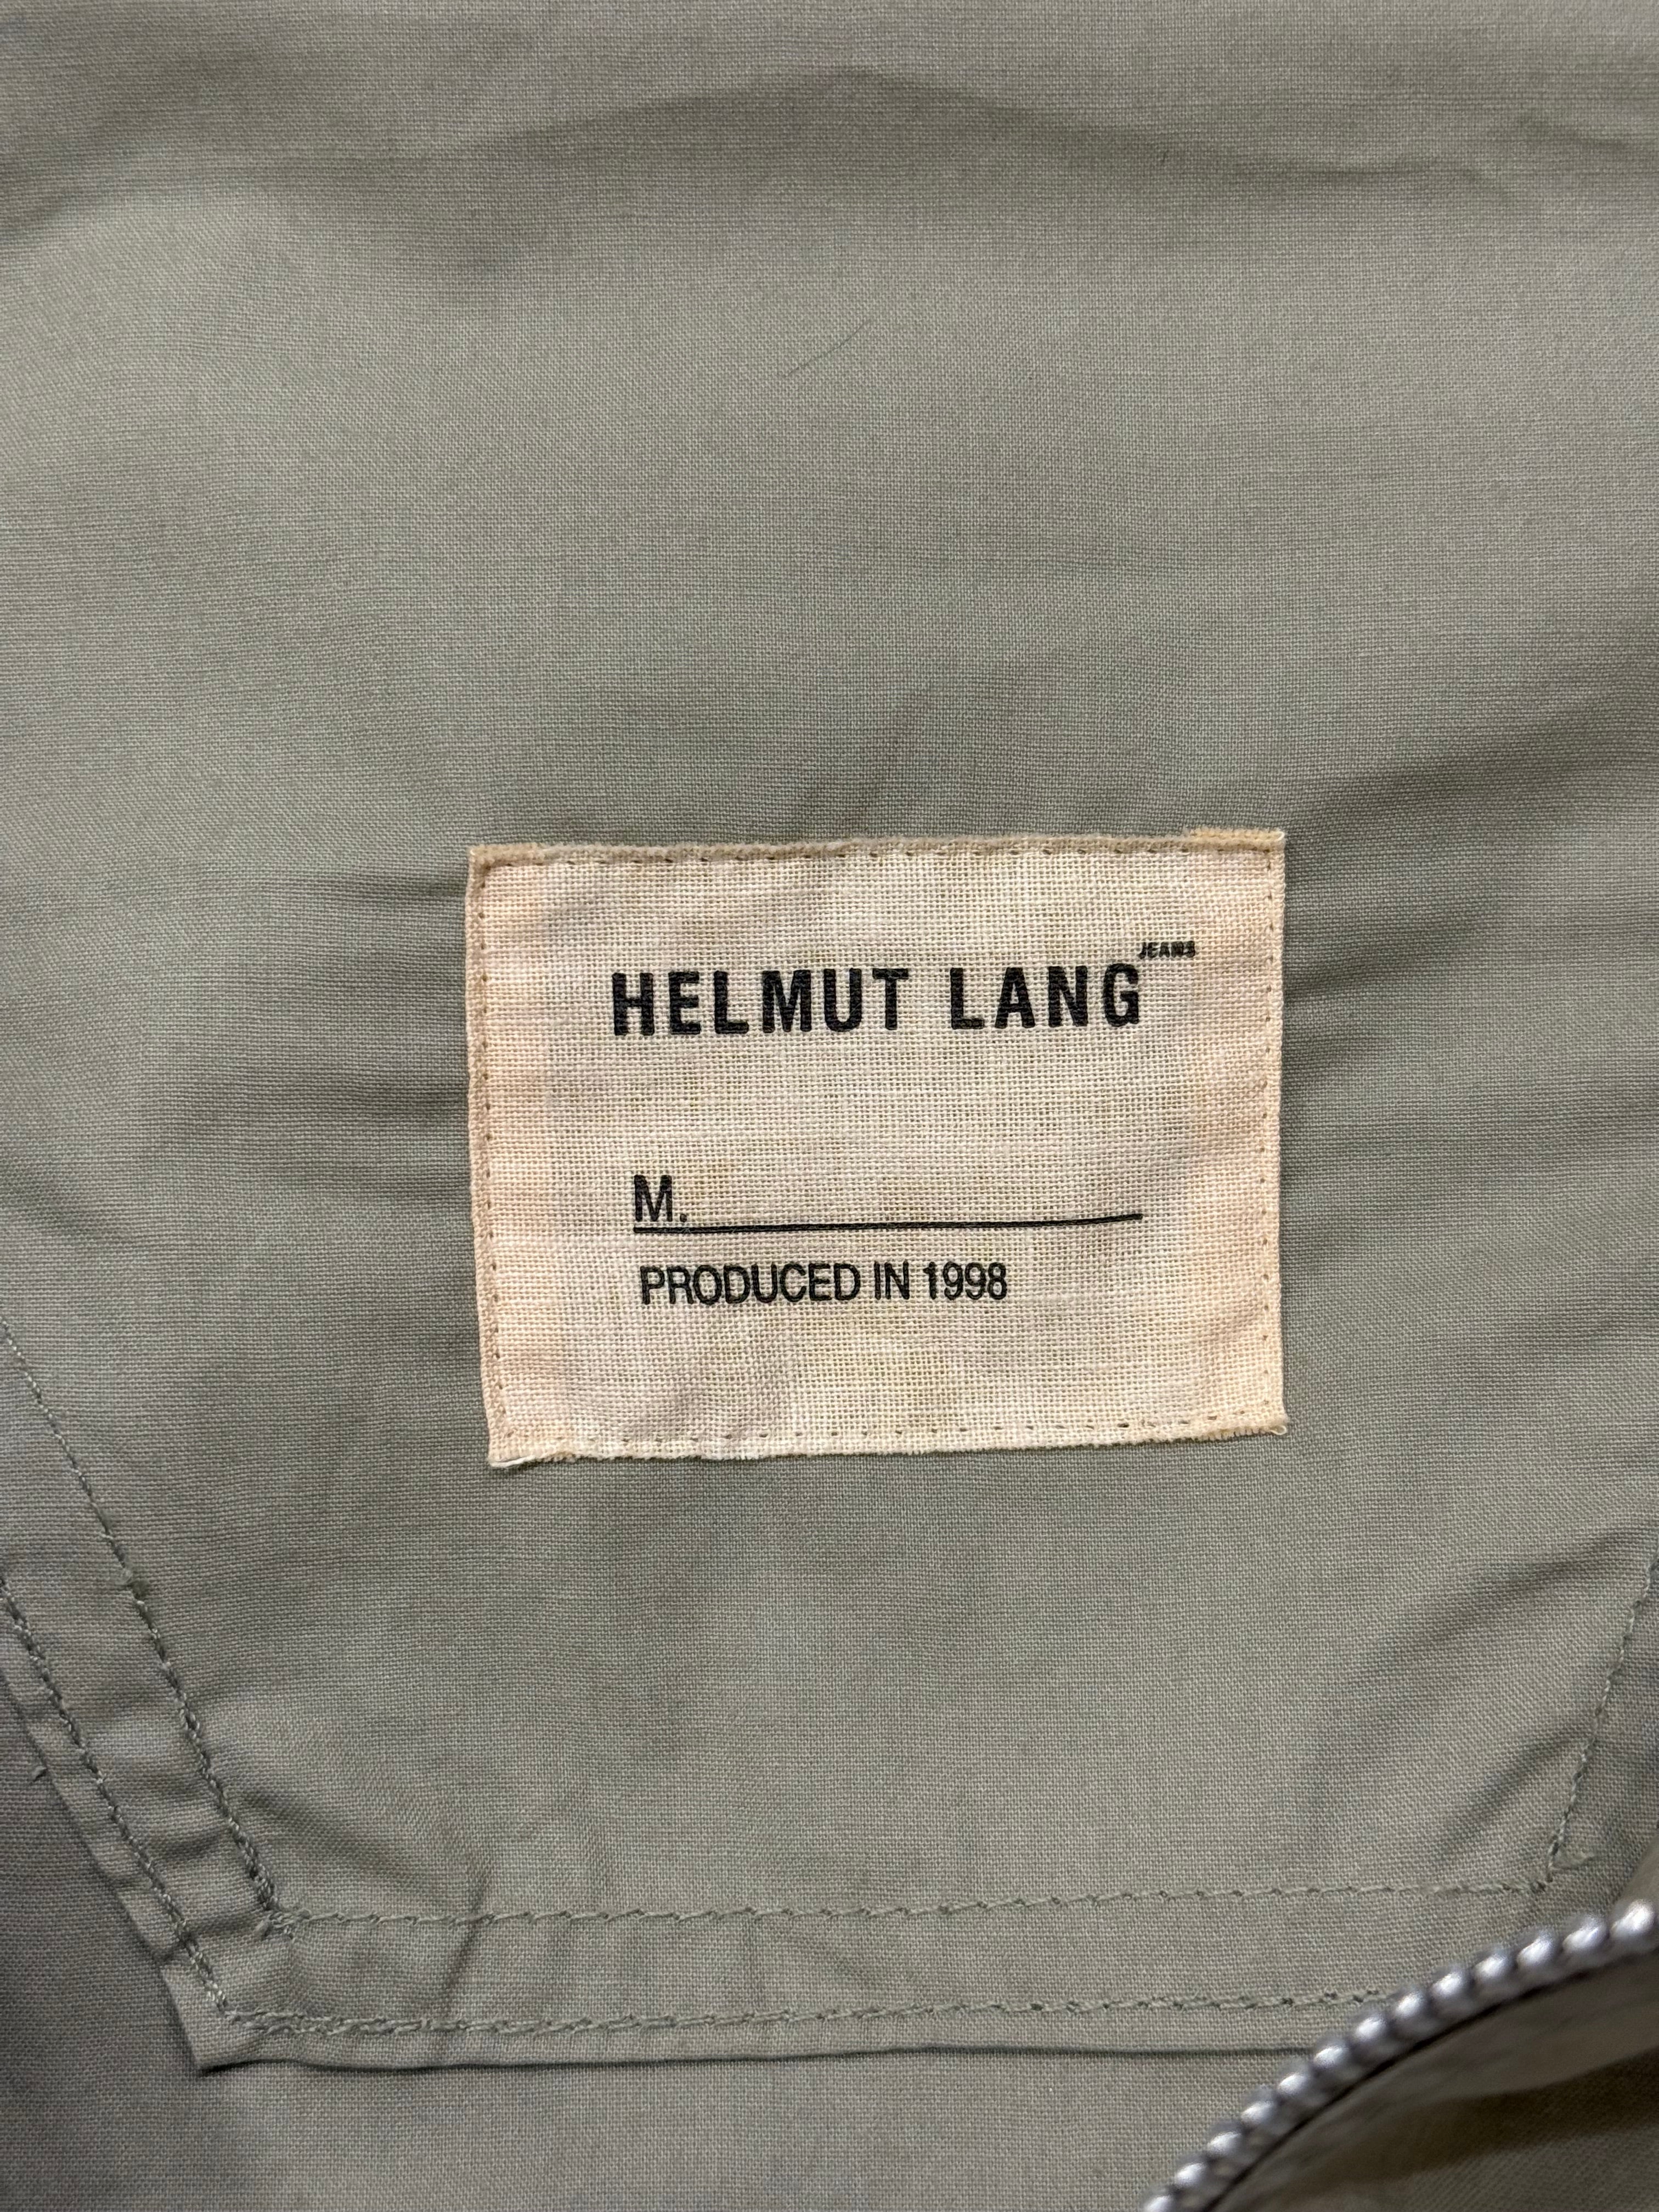 HELMUT LANG JEANS
M.
PRODUCED IN 1998